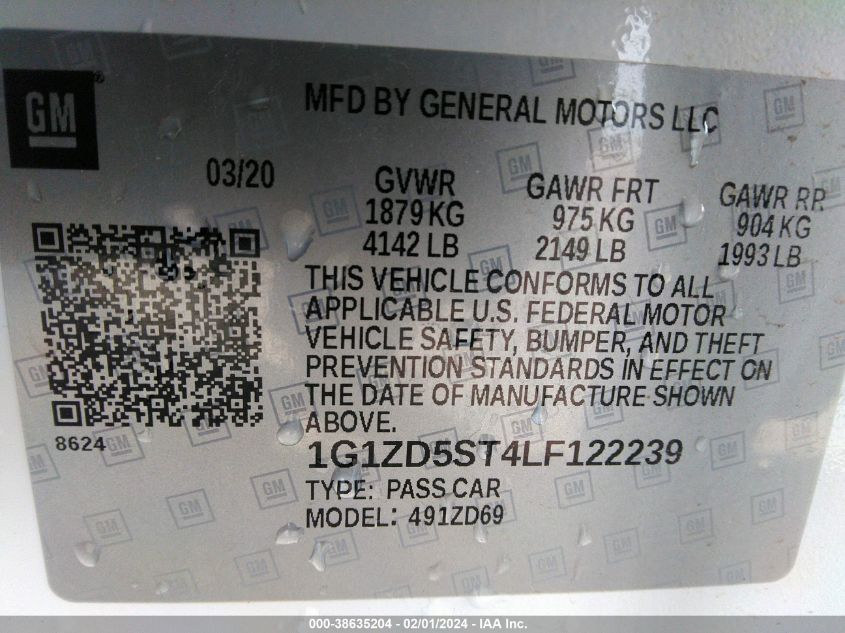 GM
MFD BY GENERAL MOTORS LLC
03/20
GVWR GAWR FRT GAWR RR
1879 KG 975 KG 904 KG
4142 LB 2149 LB 1993 LB
THIS VEHICLE CONFORMS TO ALL
APPLICABLE U.S. FEDERAL MOTOR
VEHICLE SAFETY, BUMPER, AND THEFT
PREVENTION STANDARDS IN EFFECT ON
THE DATE OF MANUFACTURE SHOWN
ABOVE.
8624
1G1ZD5ST4LF122239
TYPE: PASS CAR
MODEL: 491ZD69
000-38635204 - 02/01/2024 - IAA Inc.